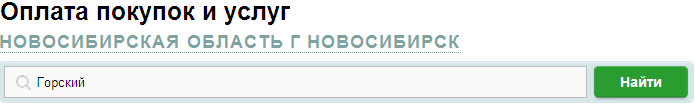 Оплата покупок и услуг
НОВОСИБИРСКАЯ ОБЛАСТЬ Г НОВОСИБИРСК
Горский Найти